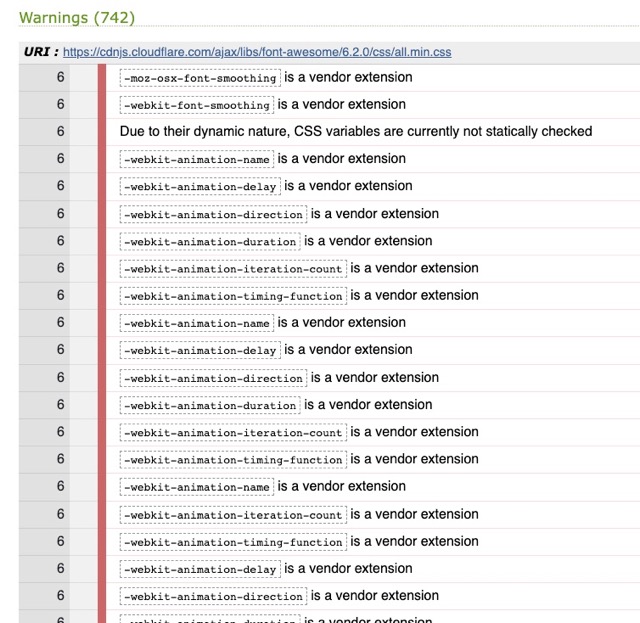 Warnings (742)
URI : https://cdnjs.cloudflare.com/ajax/libs/font-awesome/6.2.0/css/all.min.css
6 -moz-osx-font-smoothing is a vendor extension
6 -webkit-font-smoothing is a vendor extension
6 Due to their dynamic nature, CSS variables are currently not statically checked
6 -webkit-animation-name is a vendor extension
6 -webkit-animation-delay is a vendor extension
6 -webkit-animation-direction is a vendor extension
6 -webkit-animation-duration is a vendor extension
6 -webkit-animation-iteration-count is a vendor extension
6 -webkit-animation-timing-function is a vendor extension
6 -webkit-animation-name is a vendor extension
6 -webkit-animation-delay is a vendor extension
6 -webkit-animation-direction is a vendor extension
6 -webkit-animation-duration is a vendor extension
6 -webkit-animation-iteration-count is a vendor extension
6 -webkit-animation-timing-function is a vendor extension
6 -webkit-animation-name is a vendor extension
6 -webkit-animation-iteration-count is a vendor extension
6 -webkit-animation-timing-function is a vendor extension
6 -webkit-animation-delay is a vendor extension
6 -webkit-animation-direction is a vendor extension
6 -webkit-animation-duration is a vendor extension